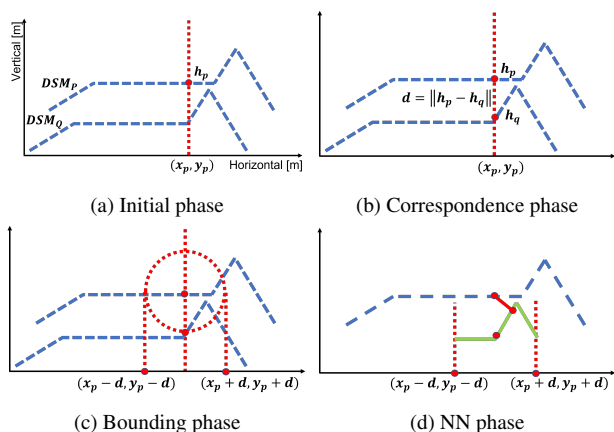 Vertical [m]
DSM_P
h_p
DSM_Q
Horizontal [m]
(x_p, y_p)
(a) Initial phase
h_p
d = ‖h_p − h_q‖
h_q
(x_p, y_p)
(b) Correspondence phase
(x_p − d, y_p − d)
(x_p + d, y_p + d)
(c) Bounding phase
(x_p − d, y_p − d)
(x_p + d, y_p + d)
(d) NN phase